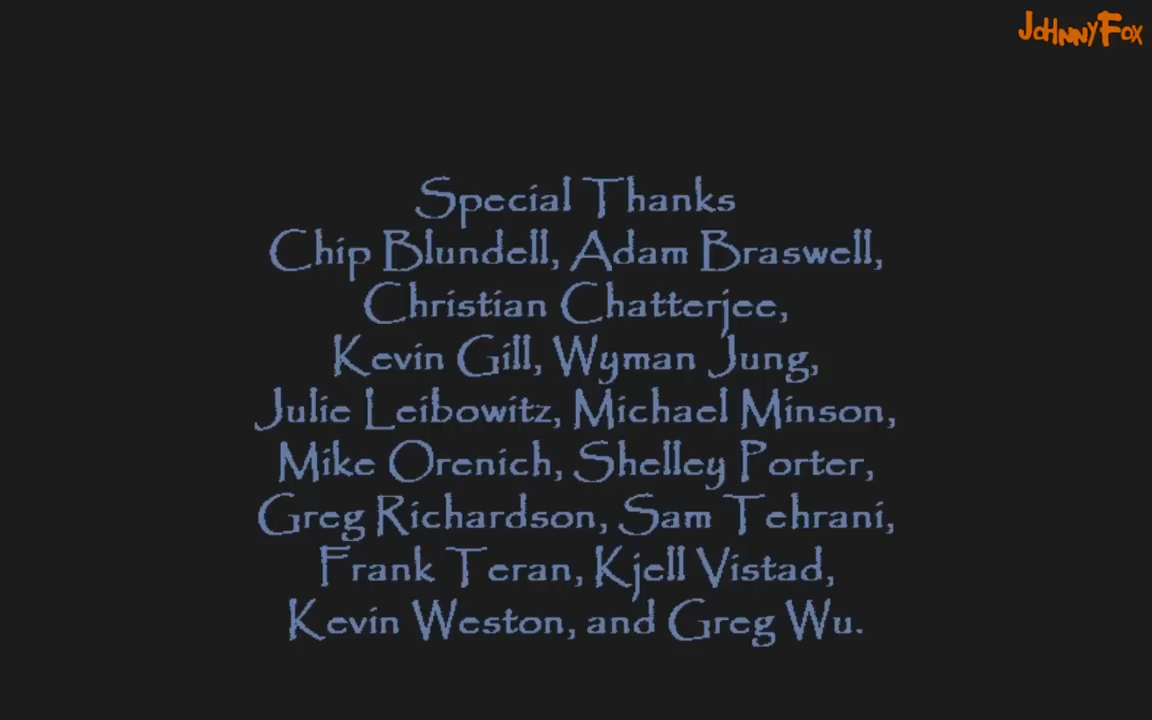 JoHnnyFox
Special Thanks
Chip Blundell, Adam Braswell,
Christian Chatterjee,
Kevin Gill, Wyman Jung,
Julie Leibowitz, Michael Minson,
Mike Orenich, Shelley Porter,
Greg Richardson, Sam Tehrani,
Frank Teran, Kjell Vistad,
Kevin Weston, and Greg Wu.